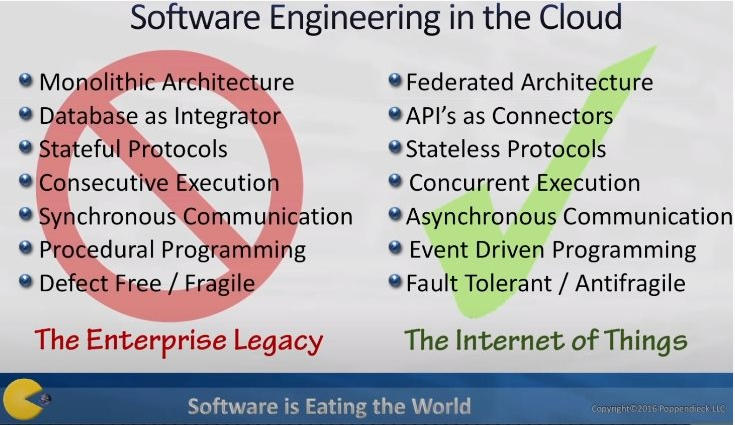 Software Engineering in the Cloud
Monolithic Architecture
Database as Integrator
Stateful Protocols
Consecutive Execution
Synchronous Communication
Procedural Programming
Defect Free / Fragile
The Enterprise Legacy
Federated Architecture
API's as Connectors
Stateless Protocols
Concurrent Execution
Asynchronous Communication
Event Driven Programming
Fault Tolerant / Antifragile
The Internet of Things
Software is Eating the World
Copyright©2016 Poppendieck LLC